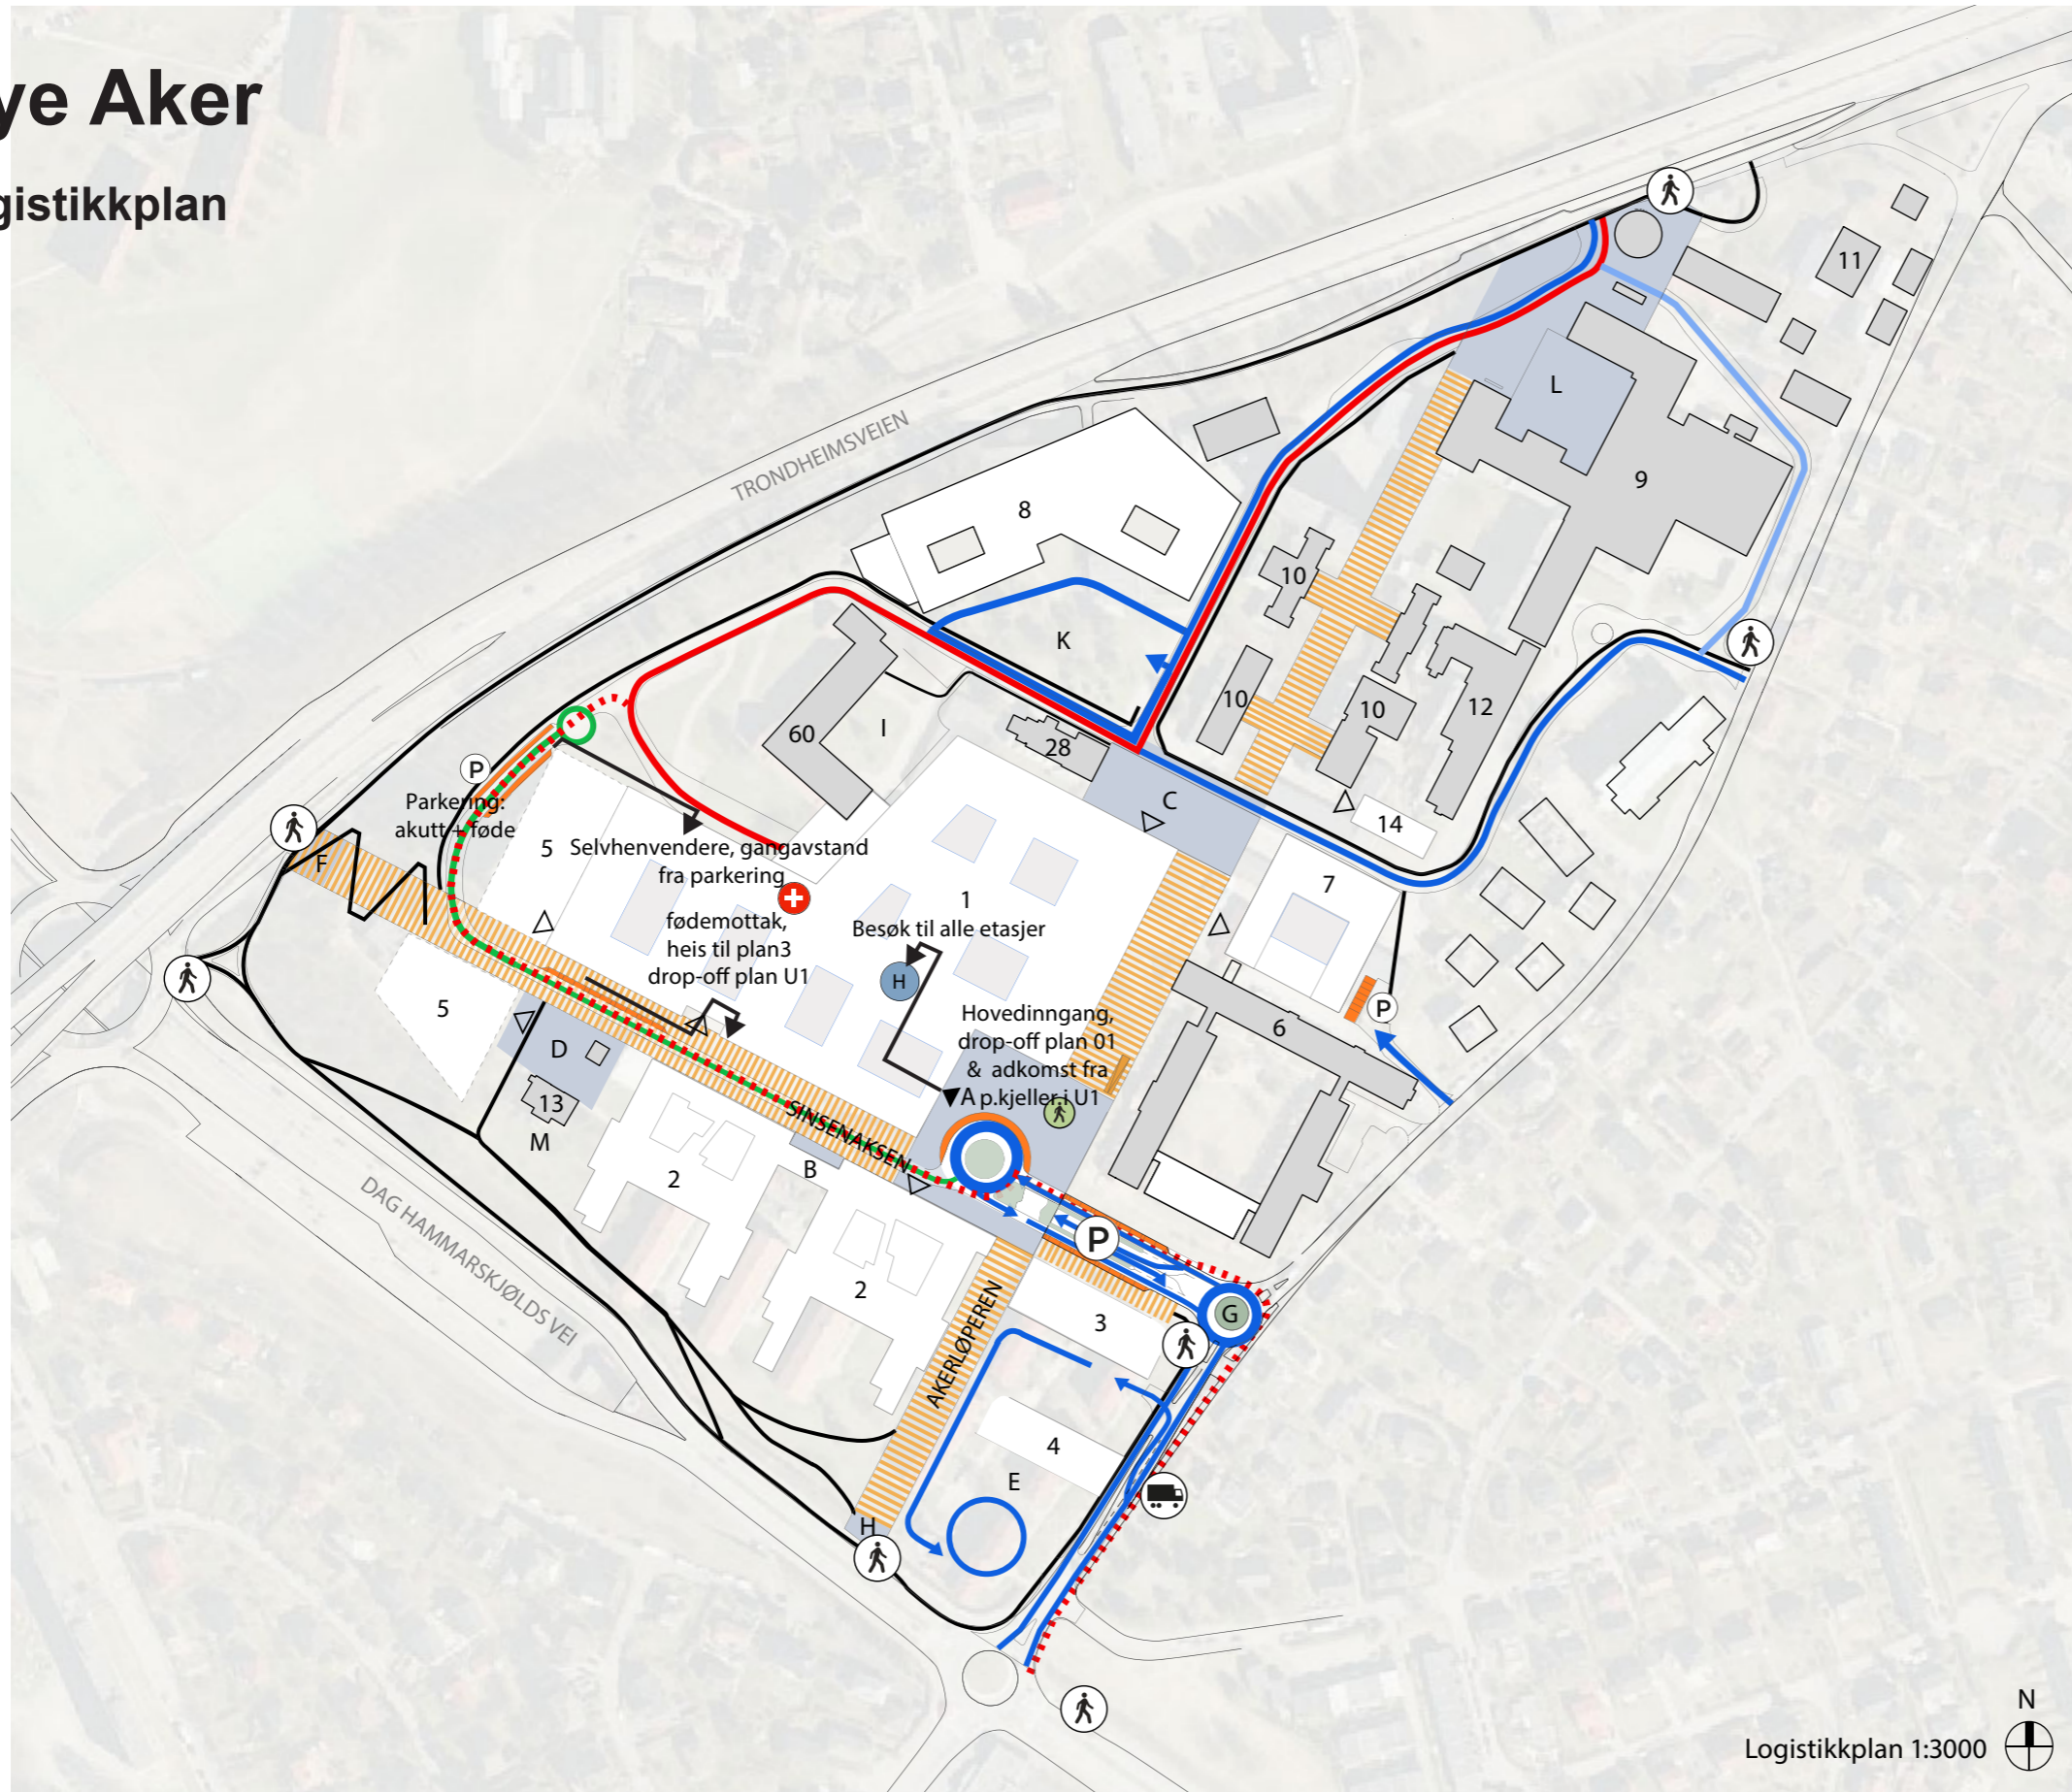 ye Aker
gistikkplan
11
L
TRONDHEIMSVEIEN
9
8
10
K
10
10
12
60
I
28
C
P
Parkering:
akutt + føde
14
F
5
Selvhenvendere, gangavstand
fra parkering
7
1
Besøk til alle etasjer
fødemottak,
heis til plan3
drop-off plan U1
H
5
P
Hovedinngang,
drop-off plan 01
& adkomst fra
A p.kjeller i U1
6
D
13
M
SINSENAKSEN
B
2
DAG HAMMARSKJØLDS VEI
P
2
G
3
AKERLØPEREN
4
E
H
N
Logistikkplan 1:3000